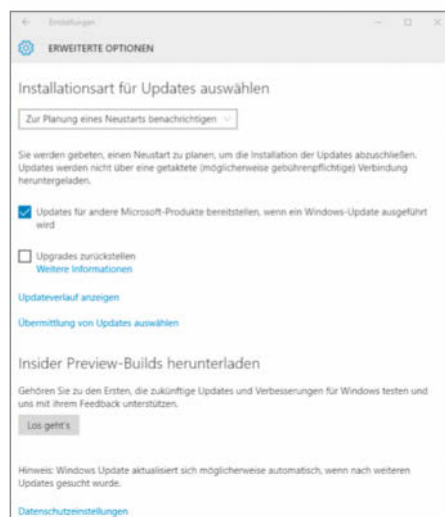 Einstellungen
ERWEITERTE OPTIONEN
Installationsart für Updates auswählen
Zur Planung eines Neustarts benachrichtigen
Sie werden gebeten, einen Neustart zu planen, um die Installation der Updates abzuschließen.
Updates werden nicht über eine getaktete (möglicherweise gebührenpflichtige) Verbindung
heruntergeladen.
Updates für andere Microsoft-Produkte bereitstellen, wenn ein Windows-Update ausgeführt
wird
Upgrades zurückstellen
Weitere Informationen
Updateverlauf anzeigen
Übermittlung von Updates auswählen
Insider Preview-Builds herunterladen
Gehören Sie zu den Ersten, die zukünftige Updates und Verbesserungen für Windows testen und
uns mit ihrem Feedback unterstützen.
Los geht's
Hinweis: Windows Update aktualisiert sich möglicherweise automatisch, wenn nach weiteren
Updates gesucht wurde.
Datenschutzeinstellungen